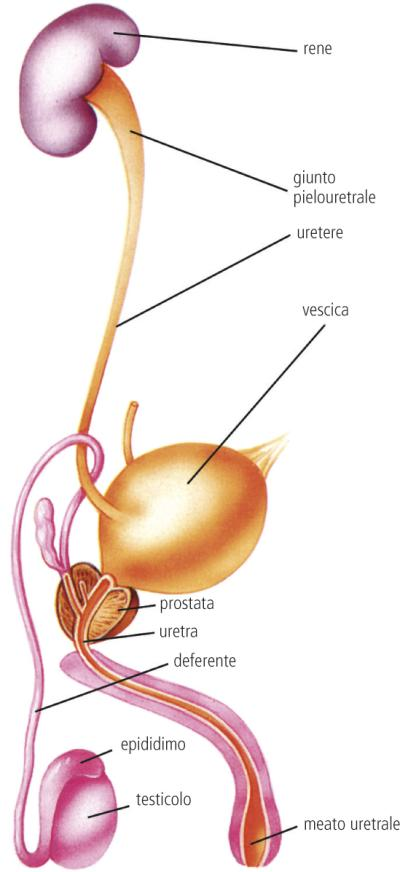 rene
giunto
pielouretrale
uretere
vescica
prostata
uretra
deferente
epididimo
testicolo
meato uretrale